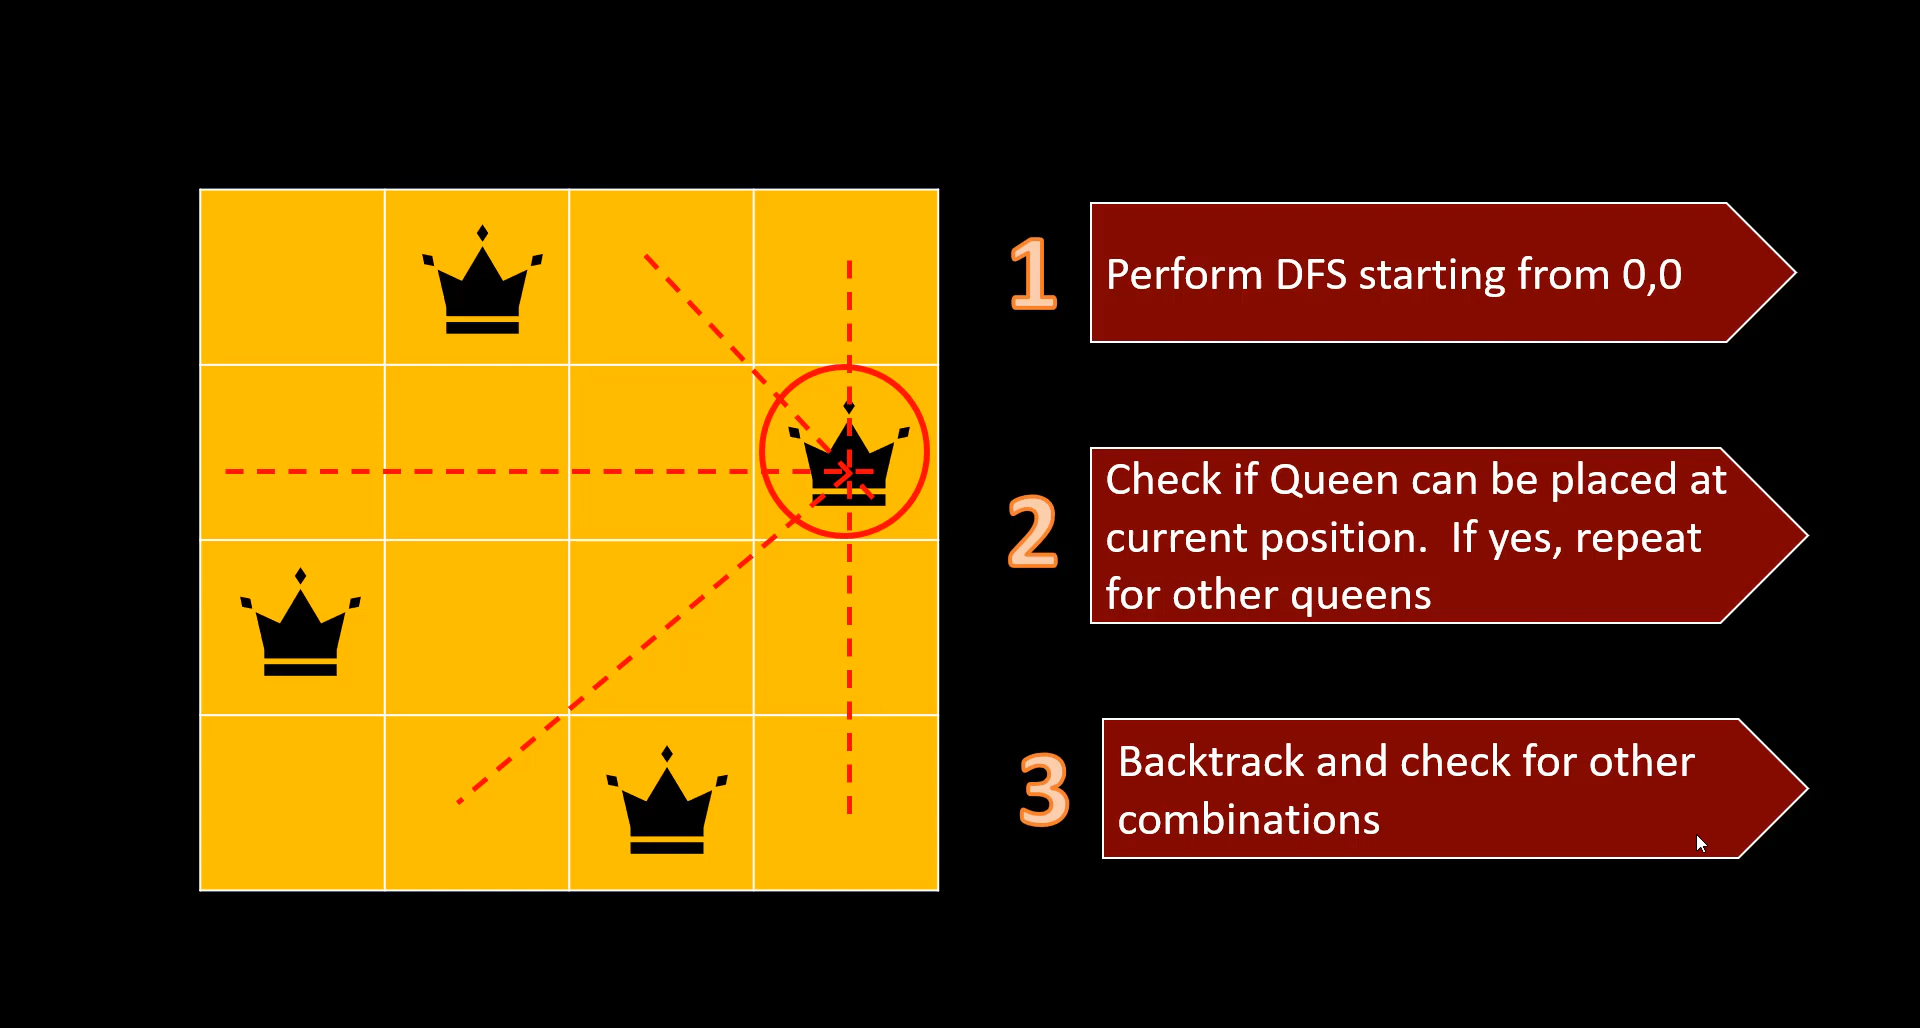 1
Perform DFS starting from 0,0
2
Check if Queen can be placed at
current position.  If yes, repeat
for other queens
3
Backtrack and check for other
combinations